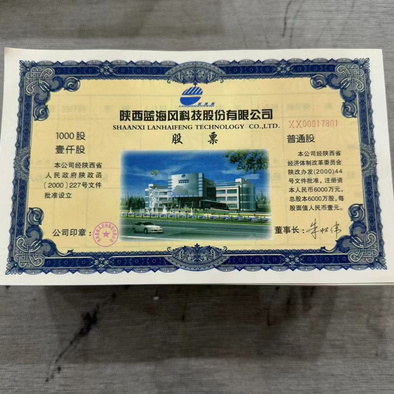 陕西蓝海风科技股份有限公司
SHAANXI LANHAIFENG TECHNOLOGY CO.,LTD.
股 票
XX00017801
1000 股
壹仟股
普通股
本公司经陕西省
人民政府陕政函
[2000]227号文件
批准设立
本公司经陕西省
经济体制改革委员会
陕改办发(2000)44
号文件批准。注册资
本人民币6000万元。
总股本6000万股，每
股面值人民币壹元。
公司印章：
董事长：